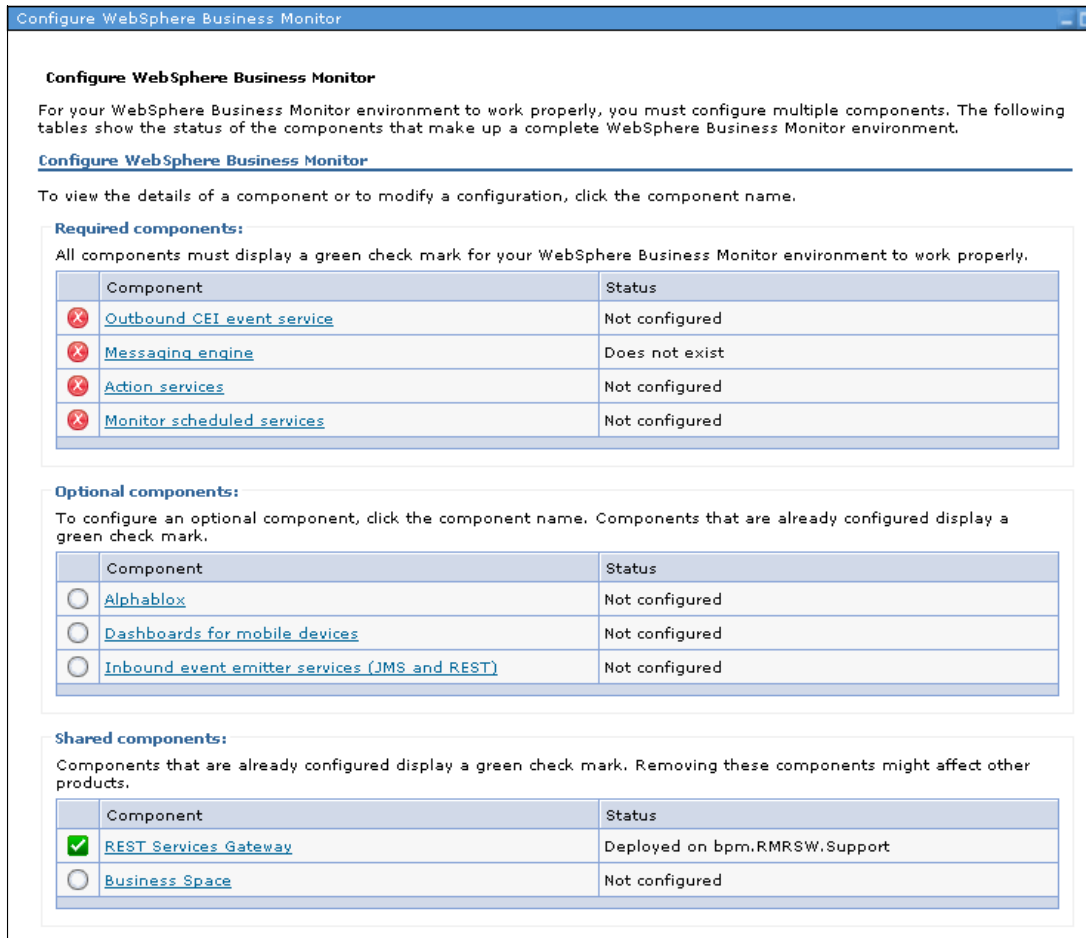 Configure WebSphere Business Monitor
Configure WebSphere Business Monitor
For your WebSphere Business Monitor environment to work properly, you must configure multiple components. The following
tables show the status of the components that make up a complete WebSphere Business Monitor environment.
Configure WebSphere Business Monitor
To view the details of a component or to modify a configuration, click the component name.
Required components:
All components must display a green check mark for your WebSphere Business Monitor environment to work properly.
Component Status
Outbound CEI event service Not configured
Messaging engine Does not exist
Action services Not configured
Monitor scheduled services Not configured
Optional components:
To configure an optional component, click the component name. Components that are already configured display a
green check mark.
Component Status
Alphablox Not configured
Dashboards for mobile devices Not configured
Inbound event emitter services (JMS and REST) Not configured
Shared components:
Components that are already configured display a green check mark. Removing these components might affect other
products.
Component Status
REST Services Gateway Deployed on bpm.RMRSW.Support
Business Space Not configured